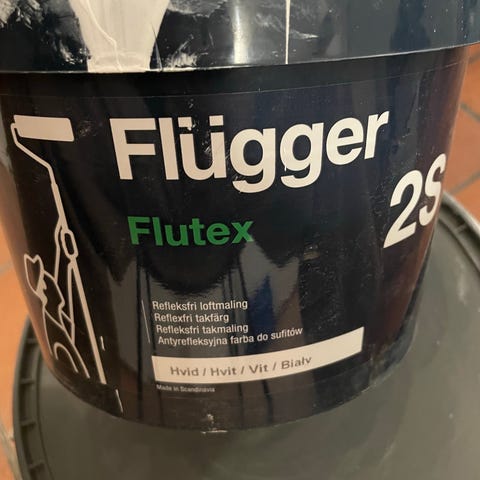 Flügger
Flutex
2S
Refleksfri loftmaling
Reflexfri takfärg
Refleksfri takmaling
Antyrefleksyjna farba do sufitów
Hvid / Hvit / Vit / Biały
Made in Scandinavia